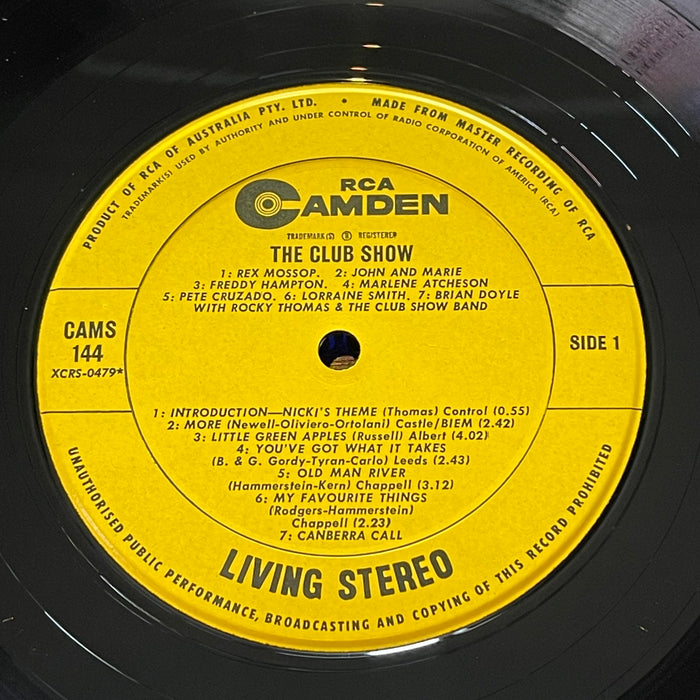 PRODUCT OF RCA OF AUSTRALIA PTY. LTD. • MADE FROM MASTER RECORDING OF RCA
TRADEMARK(S) USED BY AUTHORITY AND UNDER CONTROL OF RADIO CORPORATION OF AMERICA (RCA)
RCA
CAMDEN
TRADEMARK(S) ® REGISTERED
THE CLUB SHOW
1: REX MOSSOP. 2: JOHN AND MARIE
3: FREDDY HAMPTON. 4: MARLENE ATCHESON
5: PETE CRUZADO. 6: LORRAINE SMITH. 7: BRIAN DOYLE
WITH ROCKY THOMAS & THE CLUB SHOW BAND
CAMS
144
XCRS-0479*
SIDE 1
1: INTRODUCTION—NICKI'S THEME (Thomas) Control (0.55)
2: MORE (Newell-Oliviero-Ortolani) Castle/BIEM (2.42)
3: LITTLE GREEN APPLES (Russell) Albert (4.02)
4: YOU'VE GOT WHAT IT TAKES
(B. & G. Gordy-Tyran-Carlo) Leeds (2.43)
5: OLD MAN RIVER
(Hammerstein-Kern) Chappell (3.12)
6: MY FAVOURITE THINGS
(Rodgers-Hammerstein)
Chappell (2.23)
7: CANBERRA CALL
LIVING STEREO
UNAUTHORISED PUBLIC PERFORMANCE, BROADCASTING AND COPYING OF THIS RECORD PROHIBITED